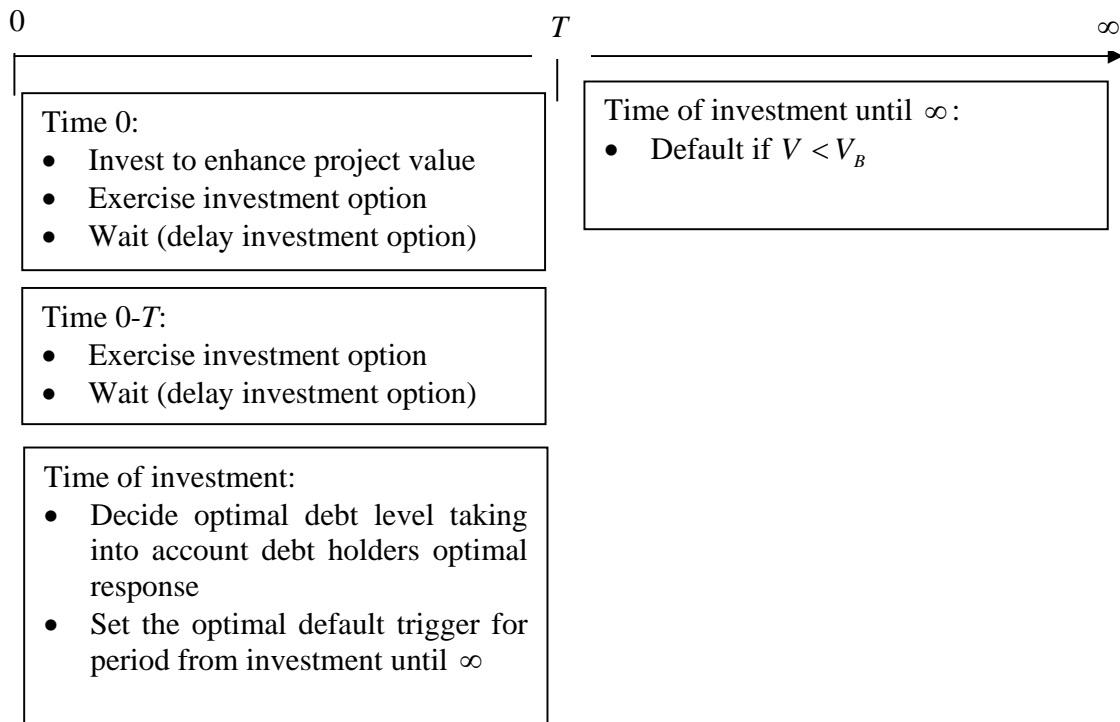 0
T
∞
Time 0:
• Invest to enhance project value
• Exercise investment option
• Wait (delay investment option)
Time of investment until ∞:
• Default if V < V_B
Time 0-T:
• Exercise investment option
• Wait (delay investment option)
Time of investment:
• Decide optimal debt level taking
into account debt holders optimal
response
• Set the optimal default trigger for
period from investment until ∞